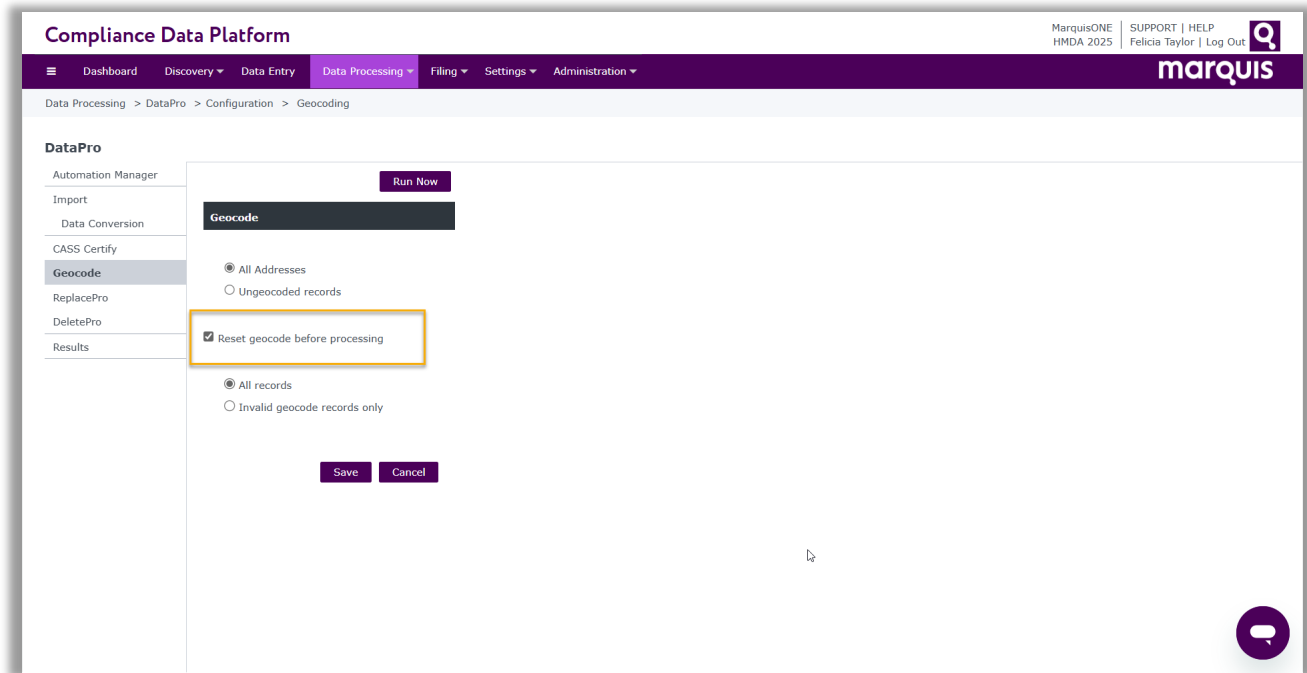 Compliance Data Platform
MarquisONE SUPPORT | HELP
HMDA 2025 Felicia Taylor | Log Out
Dashboard Discovery Data Entry Data Processing Filing Settings Administration
marquis
Data Processing > DataPro > Configuration > Geocoding
DataPro
Automation Manager
Import
Data Conversion
CASS Certify
Geocode
ReplacePro
DeletePro
Results
Run Now
Geocode
All Addresses
Ungeocoded records
Reset geocode before processing
All records
Invalid geocode records only
Save Cancel